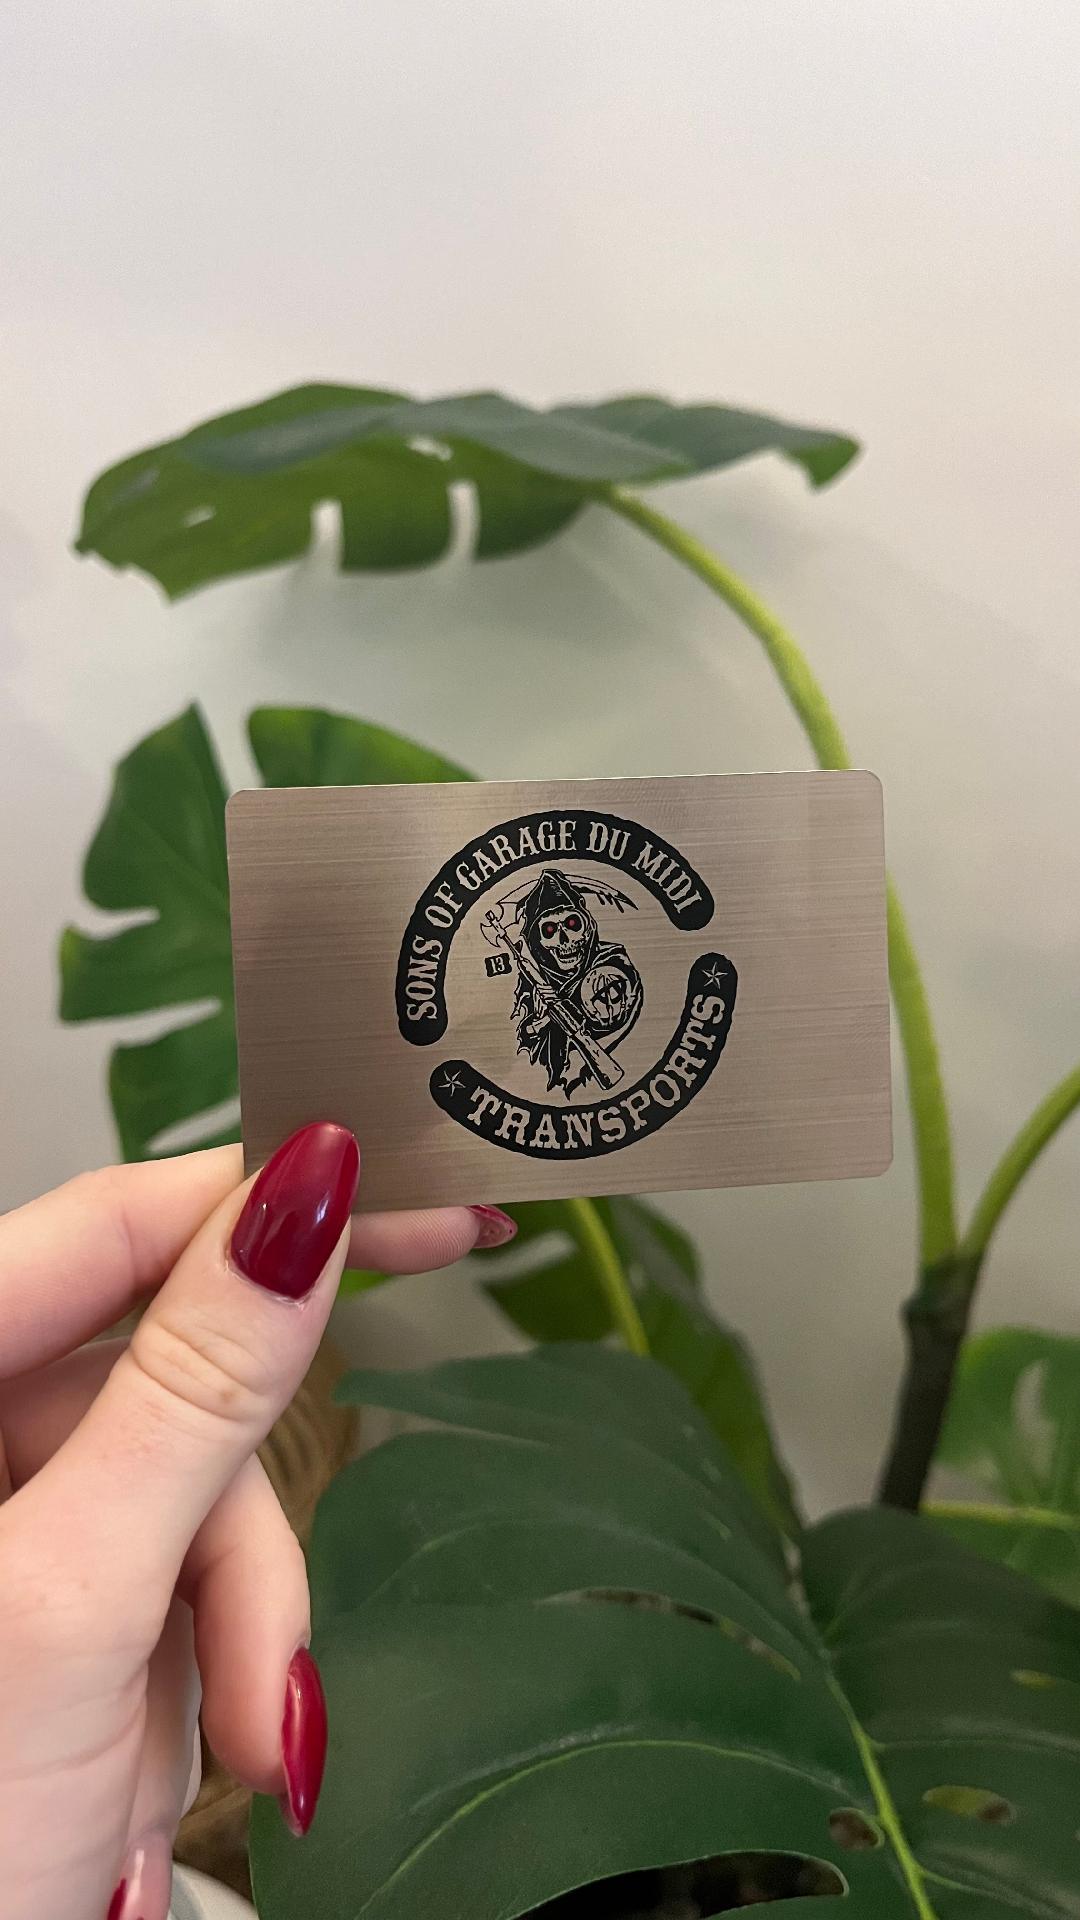 SONS OF GARAGE DU MIDI
13
TRANSPORTS